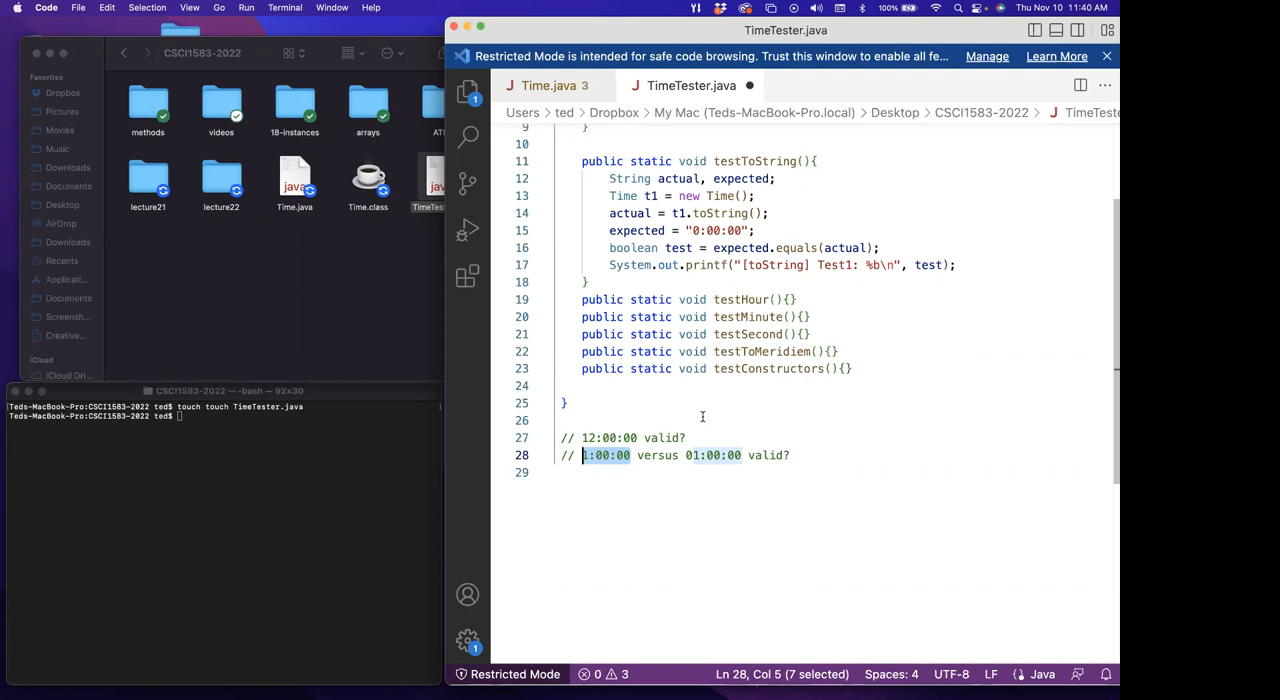 Code File Edit Selection View Go Run Terminal Window Help 100% Thu Nov 10 11:40 AM
CSCI1583-2022
Favorites
Dropbox
Pictures
Movies
Music
Downloads
Documents
Desktop
AirDrop
Downloads
Recents
Applicati...
Documents
Screensh...
Creative...
iCloud
iCloud Dri...
methods videos 18-instances arrays
lecture21 lecture22 Time.java Time.class TimeTes
CSCI1583-2022 — -bash — 92×30
Teds-MacBook-Pro:CSCI1583-2022 ted$ touch touch TimeTester.java
Teds-MacBook-Pro:CSCI1583-2022 ted$
TimeTester.java
Restricted Mode is intended for safe code browsing. Trust this window to enable all fe... Manage Learn More
J Time.java 3 J TimeTester.java
Users > ted > Dropbox > My Mac (Teds-MacBook-Pro.local) > Desktop > CSCI1583-2022 > J TimeTeste
9 }
10
11 public static void testToString(){
12 String actual, expected;
13 Time t1 = new Time();
14 actual = t1.toString();
15 expected = "0:00:00";
16 boolean test = expected.equals(actual);
17 System.out.printf("[toString] Test1: %b\n", test);
18 }
19 public static void testHour(){}
20 public static void testMinute(){}
21 public static void testSecond(){}
22 public static void testToMeridiem(){}
23 public static void testConstructors(){}
24
25 }
26
27 // 12:00:00 valid?
28 // 1:00:00 versus 01:00:00 valid?
29
1
1
Restricted Mode 0 3 Ln 28, Col 5 (7 selected) Spaces: 4 UTF-8 LF Java